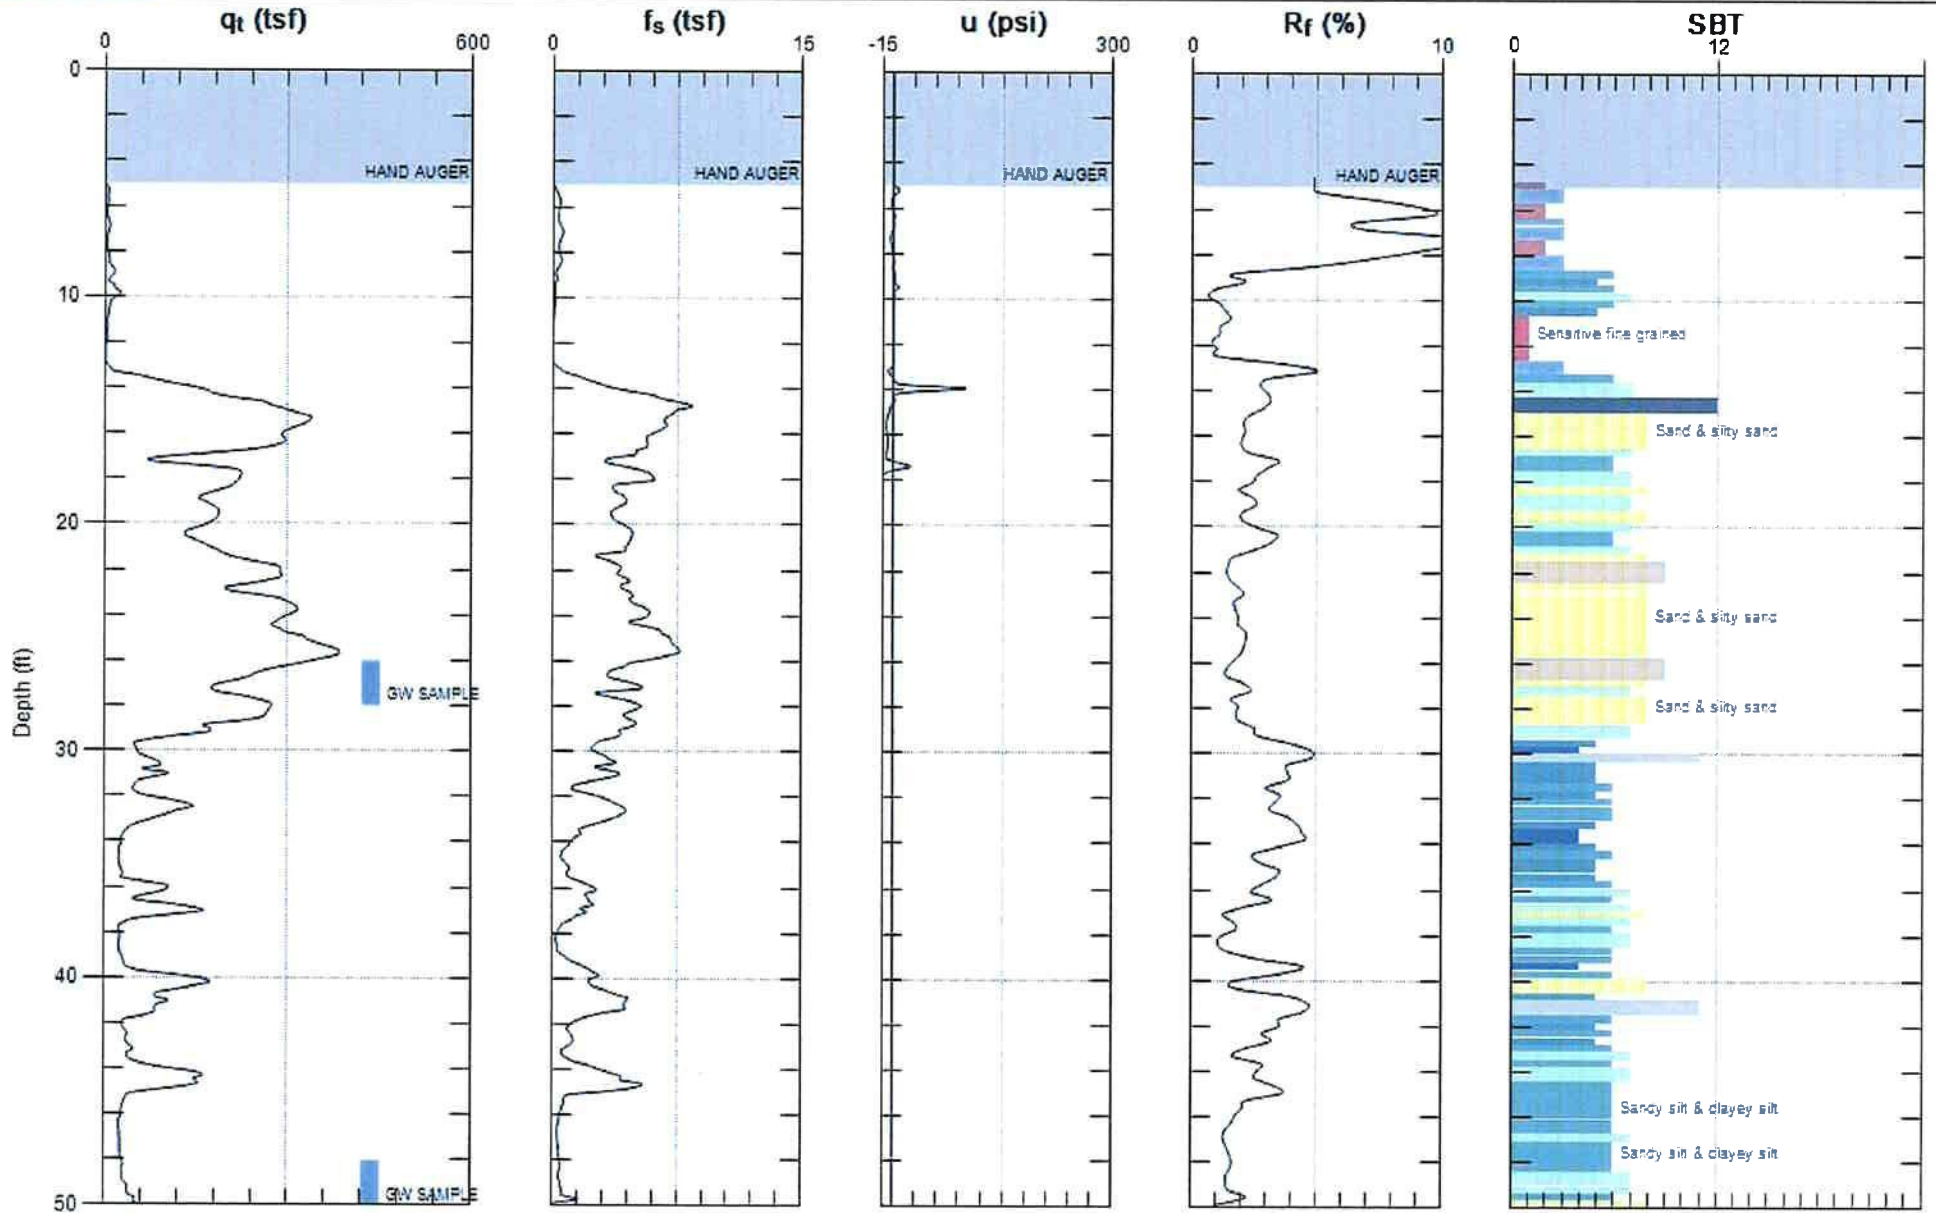 qt (tsf)
fs (tsf)
u (psi)
Rf (%)
SBT
0 600
0 15
-15 300
0 10
0 12
0
HAND AUGER
HAND AUGER
HAND AUGER
HAND AUGER
10
Sensitive fine grained
Sand & silty sand
20
Sand & silty sand
Depth (ft)
GW SAMPLE
Sand & silty sand
30
40
Sandy silt & clayey silt
Sandy silt & clayey silt
GW SAMPLE
50